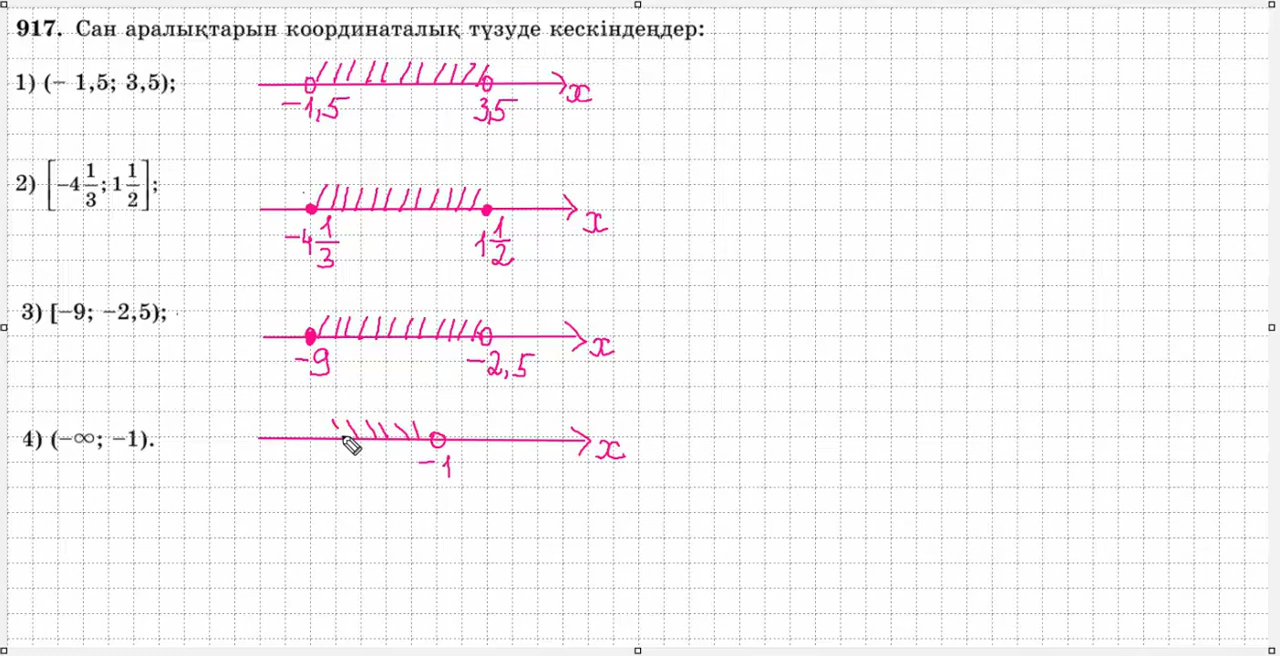 917. Сан аралықтарын координаталық түзуде кескіндеңдер:
1) (− 1,5; 3,5);
x
−1,5 3,5
2) [−4 1/3; 1 1/2];
x
−4 1/3 1 1/2
3) [−9; −2,5);
x
−9 −2,5
4) (−∞; −1).
x
−1